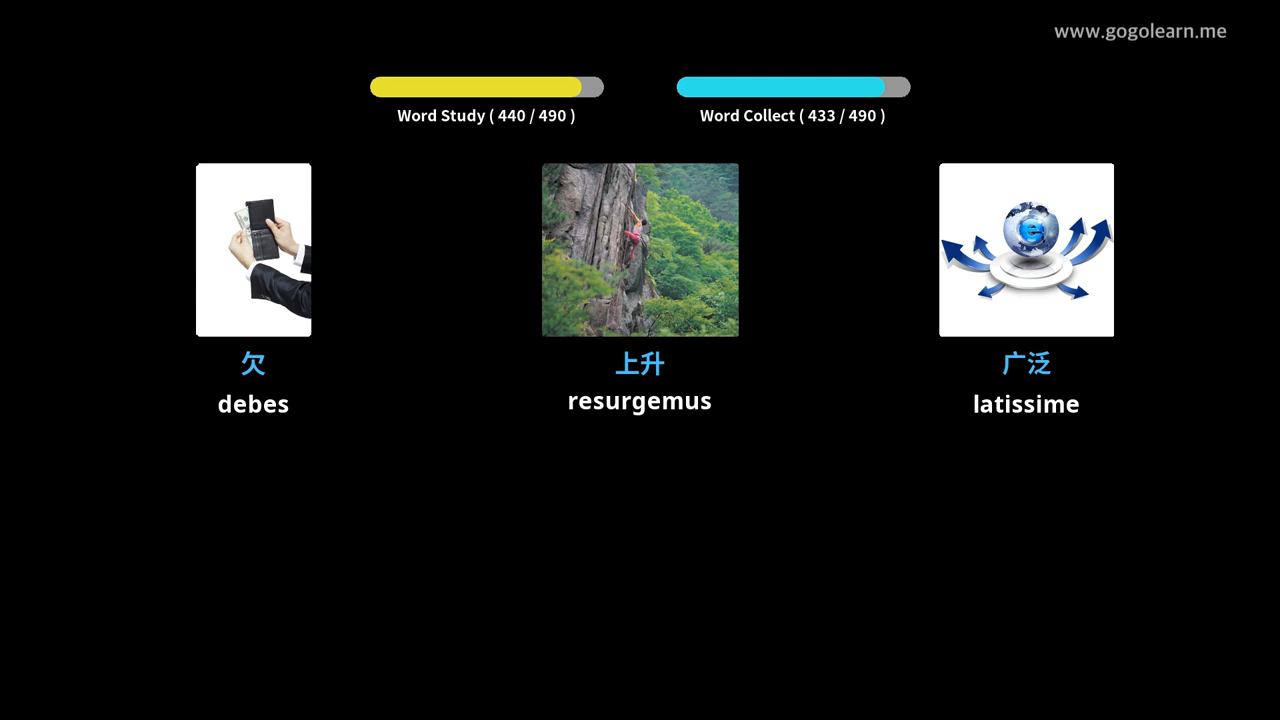 www.gogolearn.me
Word Study ( 440 / 490 )
Word Collect ( 433 / 490 )
欠
上升
广泛
debes
resurgemus
latissime